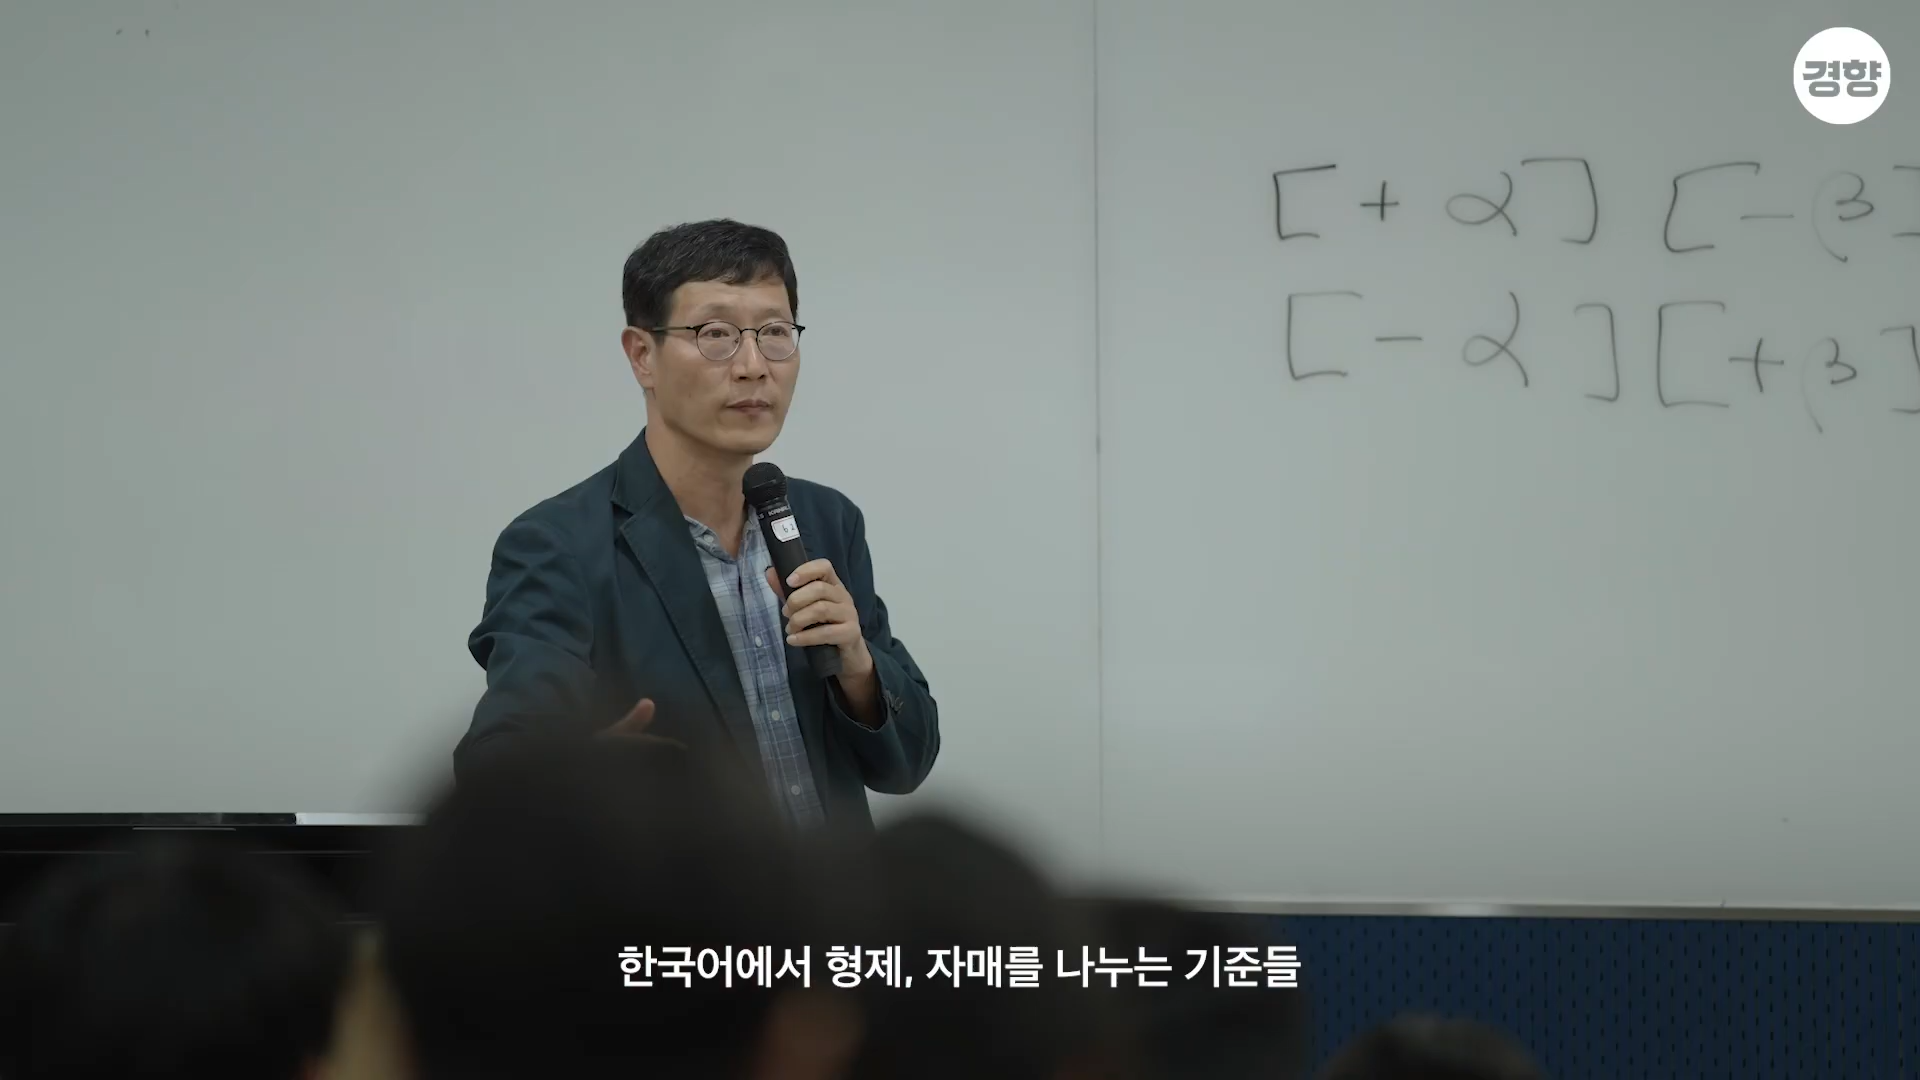 경향
[+ α] [- β]
[- α] [+ β]
한국어에서 형제, 자매를 나누는 기준들